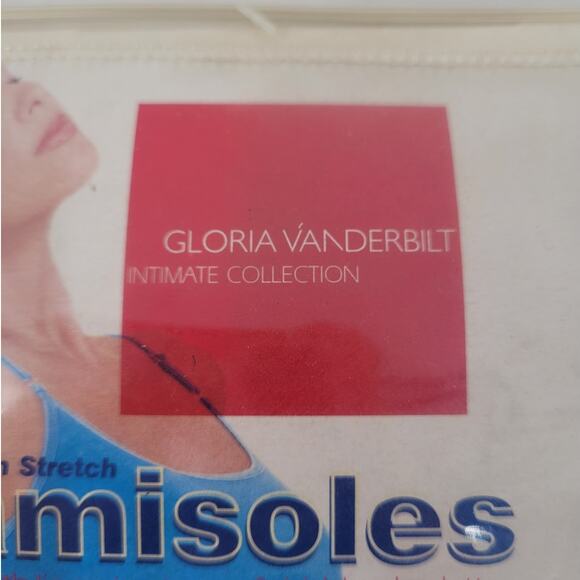 GLORIA VANDERBILT
INTIMATE COLLECTION
n Stretch
amisoles